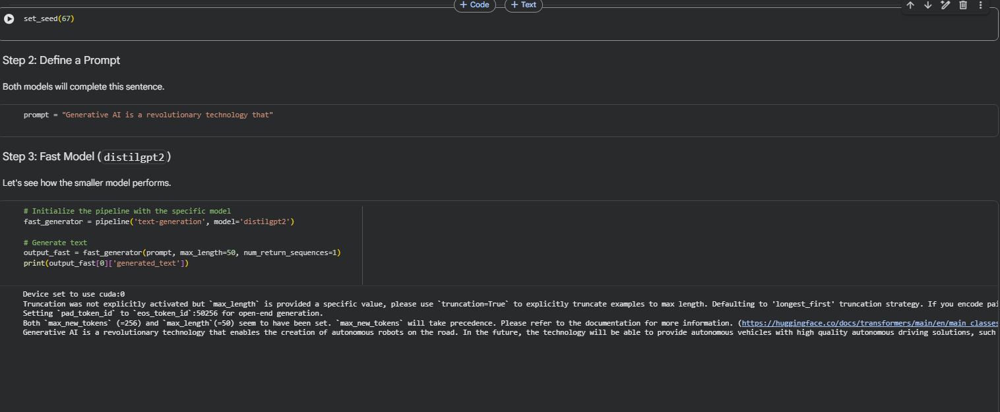 + Code + Text
set_seed(67)
Step 2: Define a Prompt
Both models will complete this sentence.
prompt = "Generative AI is a revolutionary technology that"
Step 3: Fast Model (distilgpt2)
Let's see how the smaller model performs.
# Initialize the pipeline with the specific model
fast_generator = pipeline('text-generation', model='distilgpt2')
# Generate text
output_fast = fast_generator(prompt, max_length=50, num_return_sequences=1)
print(output_fast[0]['generated_text'])
Device set to use cuda:0
Truncation was not explicitly activated but `max_length` is provided a specific value, please use `truncation=True` to explicitly truncate examples to max length. Defaulting to 'longest_first' truncation strategy. If you encode pai
Setting `pad_token_id` to `eos_token_id`:50256 for open-end generation.
Both `max_new_tokens` (=256) and `max_length`(=50) seem to have been set. `max_new_tokens` will take precedence. Please refer to the documentation for more information. (https://huggingface.co/docs/transformers/main/en/main_classes
Generative AI is a revolutionary technology that enables the creation of autonomous robots on the road. In the future, the technology will be able to provide autonomous vehicles with high quality autonomous driving solutions, such